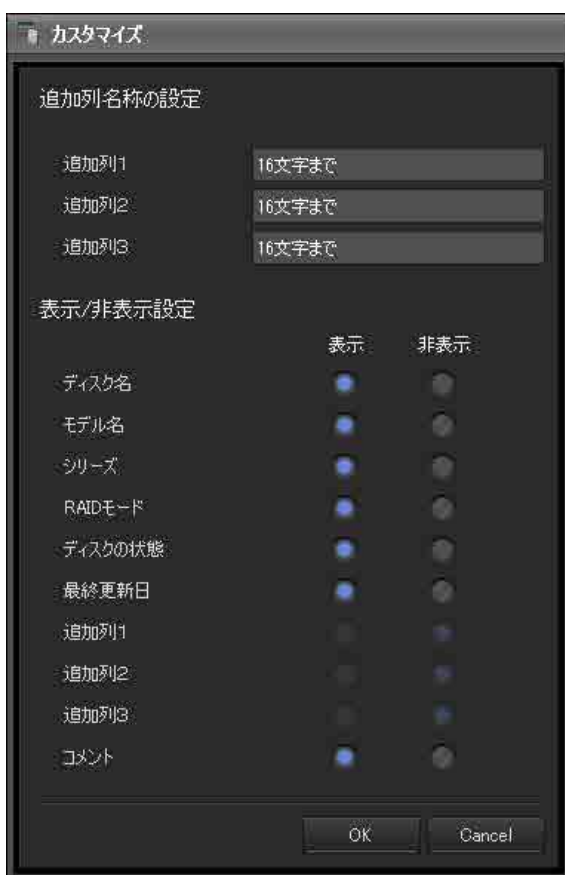 カスタマイズ
追加列名称の設定
追加列1 16文字まで
追加列2 16文字まで
追加列3 16文字まで
表示/非表示設定
表示 非表示
ディスク名
モデル名
シリーズ
RAIDモード
ディスクの状態
最終更新日
追加列1
追加列2
追加列3
コメント
OK Cancel